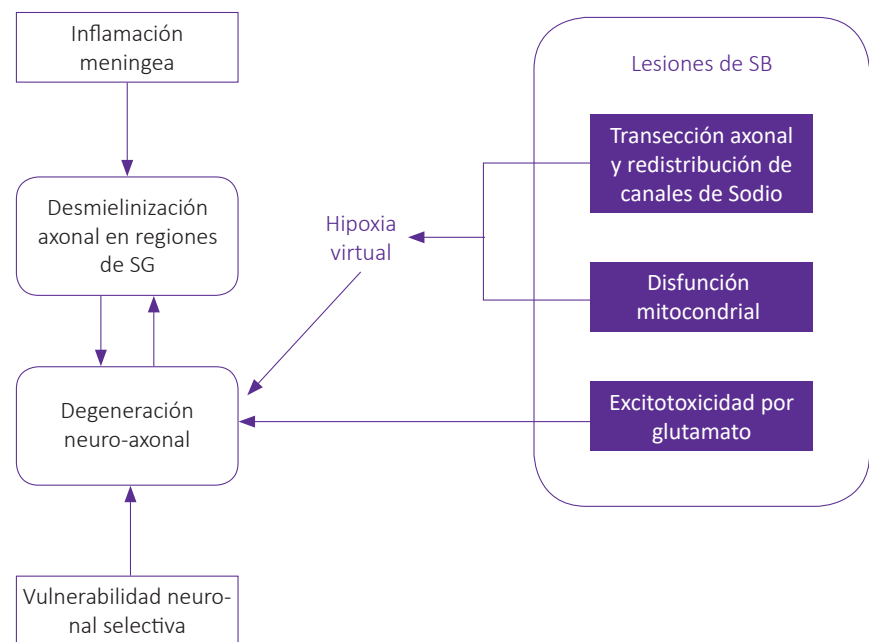 Inflamación
meningea
Lesiones de SB
Transección axonal
y redistribución de
canales de Sodio
Desmielinización
axonal en regiones
de SG
Hipoxia
virtual
Disfunción
mitocondrial
Degeneración
neuro-axonal
Excitotoxicidad por
glutamato
Vulnerabilidad neuro-
nal selectiva